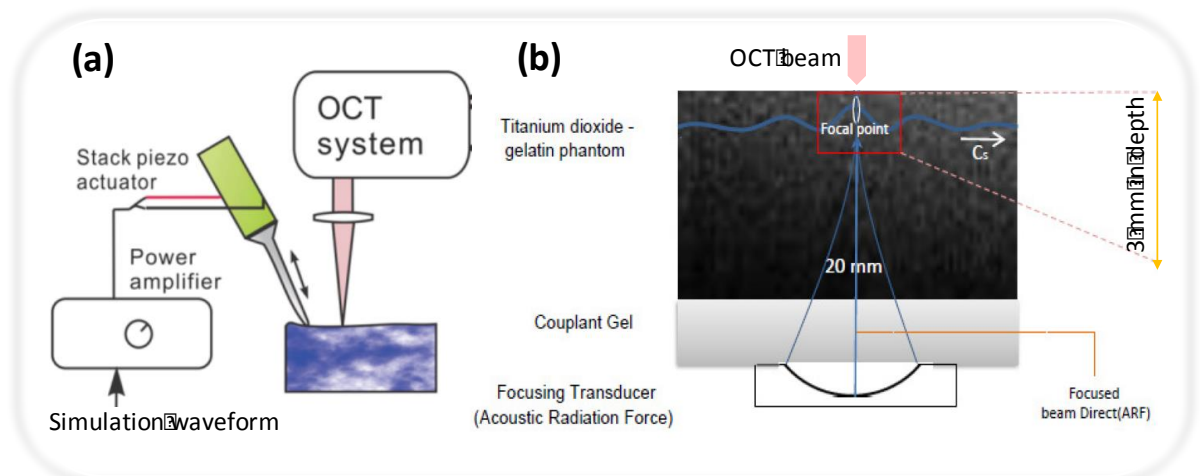 (a)
OCT
system
Stack piezo
actuator
Power
amplifier
Simulation⍰waveform
(b)
OCT⍰beam
Titanium dioxide -
gelatin phantom
Focal point
Cs
3⍰mm⍰in⍰depth
20 mm
Couplant Gel
Focusing Transducer
(Acoustic Radiation Force)
Focused
beam Direct(ARF)